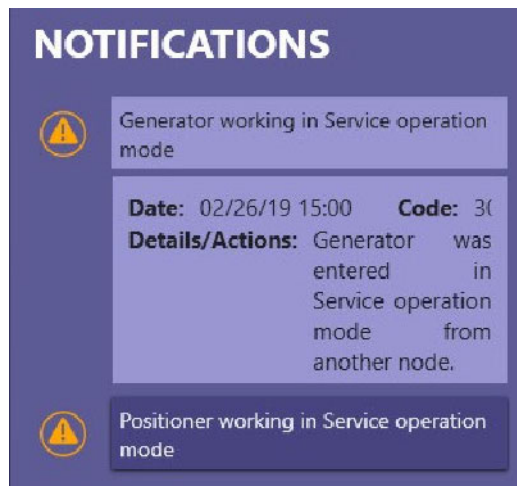 NOTIFICATIONS
Generator working in Service operation
mode
Date: 02/26/19 15:00 Code:
Details/Actions: Generator was
entered in
Service operation
mode from
another node.
Positioner working in Service operation
mode